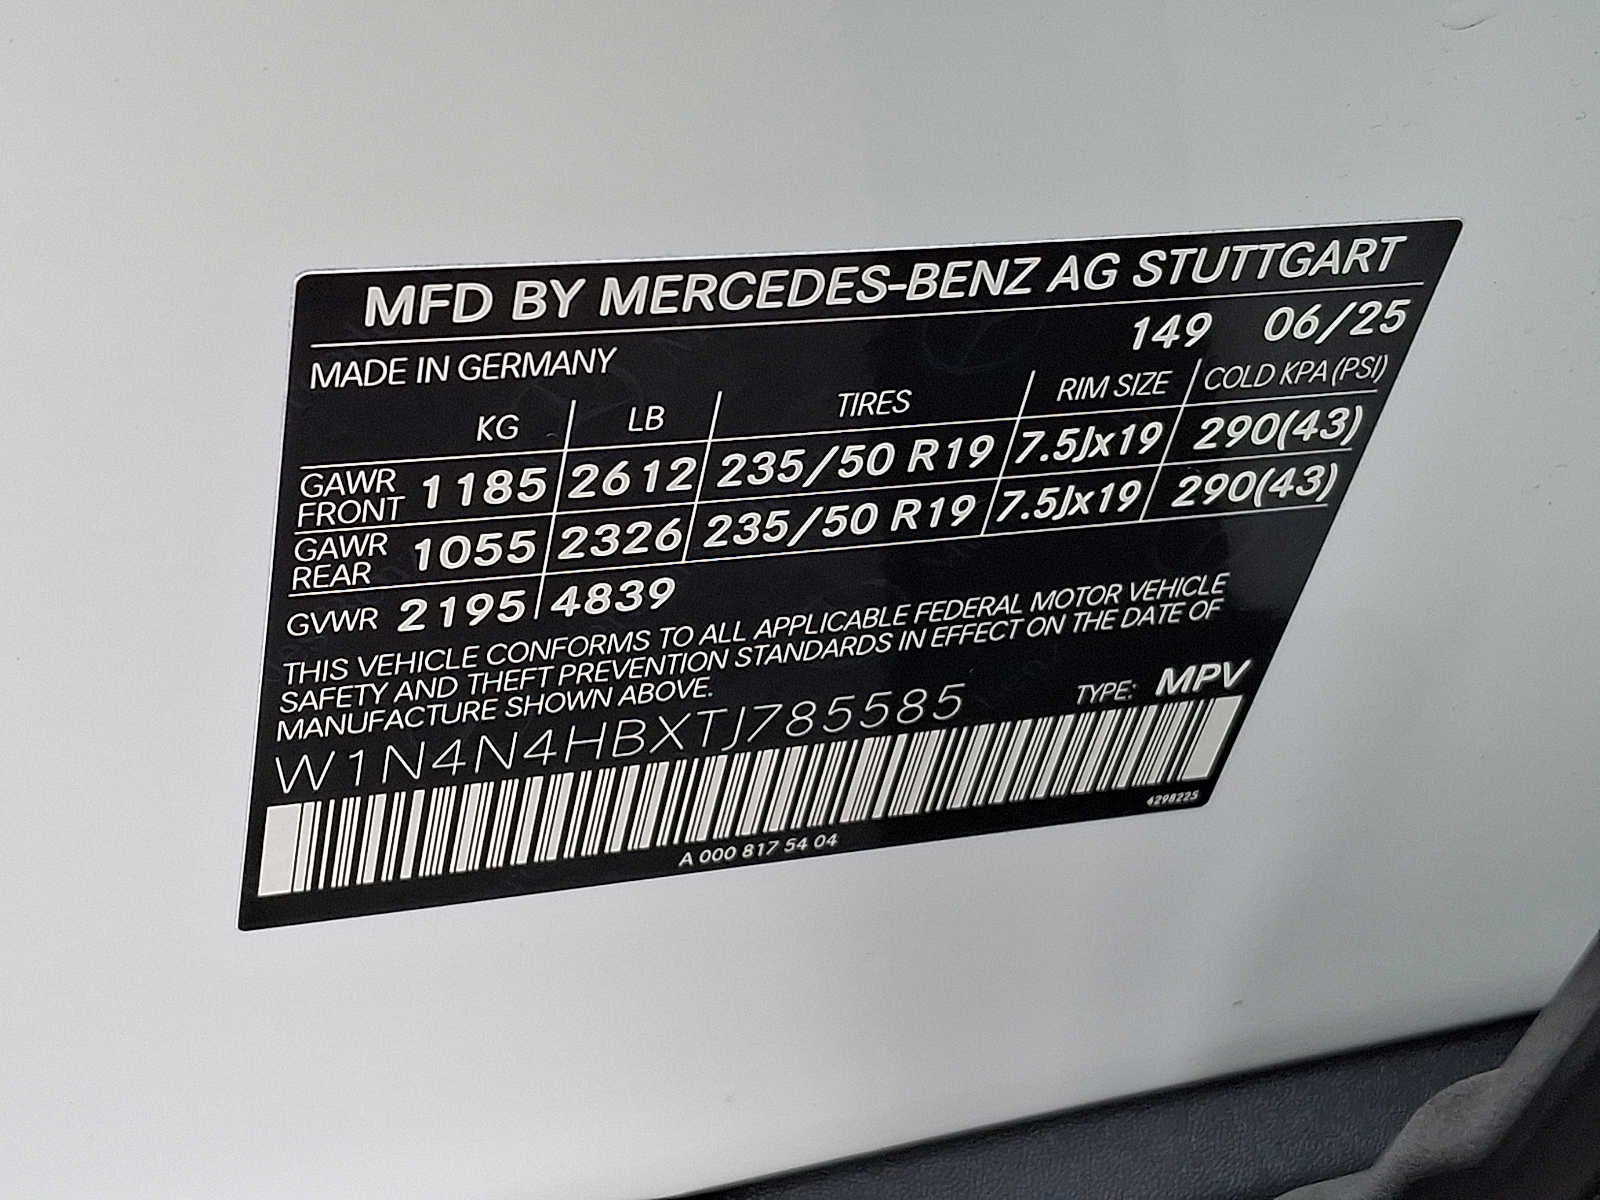 MFD BY MERCEDES-BENZ AG STUTTGART
149 06/25
MADE IN GERMANY
KG LB TIRES RIM SIZE COLD KPA (PSI)
GAWR FRONT 1185 2612 235/50 R19 7.5Jx19 290(43)
GAWR REAR 1055 2326 235/50 R19 7.5Jx19 290(43)
GVWR 2195 4839
THIS VEHICLE CONFORMS TO ALL APPLICABLE FEDERAL MOTOR VEHICLE
SAFETY AND THEFT PREVENTION STANDARDS IN EFFECT ON THE DATE OF
MANUFACTURE SHOWN ABOVE.
W1N4N4HBXTJ785585 TYPE: MPV
A 000 817 54 04 4298225